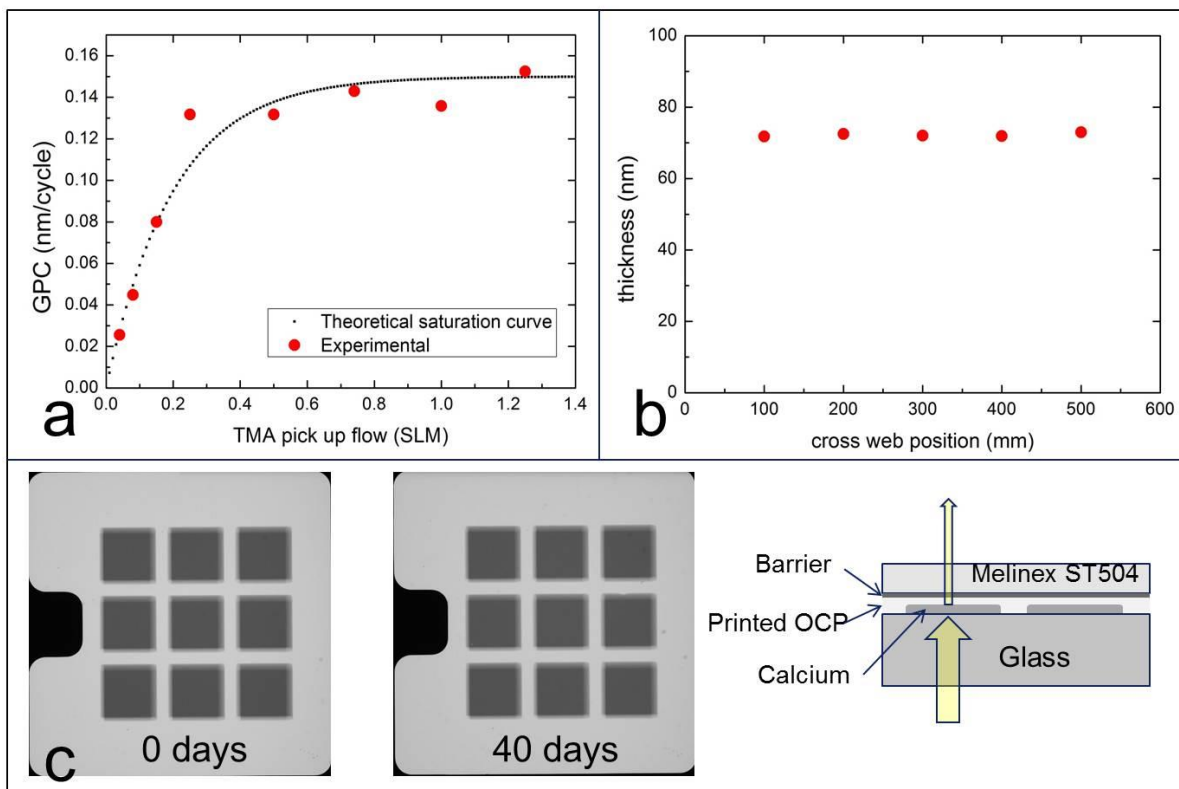 0.16
0.14
0.12
0.10
0.08
0.06
0.04
0.02
0.00
GPC (nm/cycle)
Theoretical saturation curve
Experimental
0.0 0.2 0.4 0.6 0.8 1.0 1.2 1.4
TMA pick up flow (SLM)
a
100
80
60
40
20
0
thickness (nm)
0 100 200 300 400 500 600
cross web position (mm)
b
0 days
40 days
c
Barrier
Printed OCP
Calcium
Melinex ST504
Glass